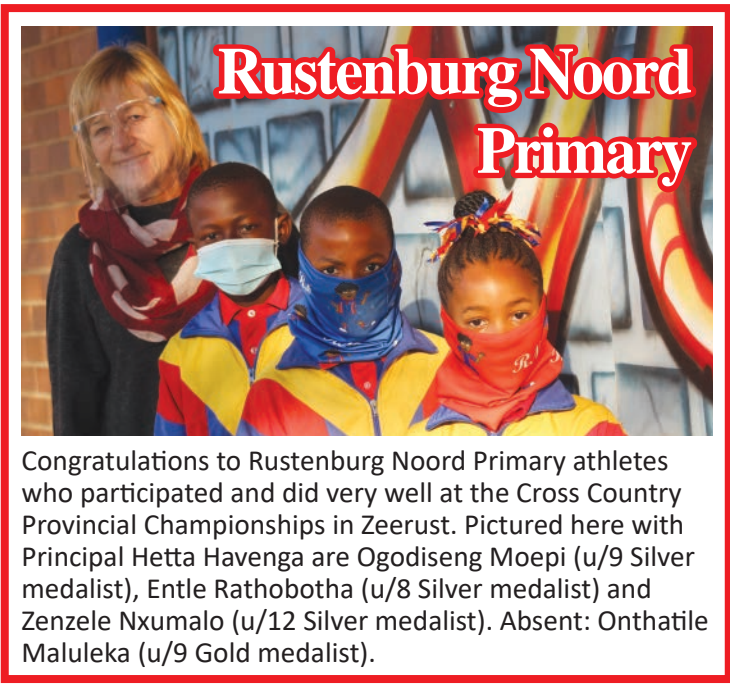 Rustenburg Noord
Primary
R.N
Congratulations to Rustenburg Noord Primary athletes
who participated and did very well at the Cross Country
Provincial Championships in Zeerust. Pictured here with
Principal Hetta Havenga are Ogodiseng Moepi (u/9 Silver
medalist), Entle Rathobotha (u/8 Silver medalist) and
Zenzele Nxumalo (u/12 Silver medalist). Absent: Onthatile
Maluleka (u/9 Gold medalist).